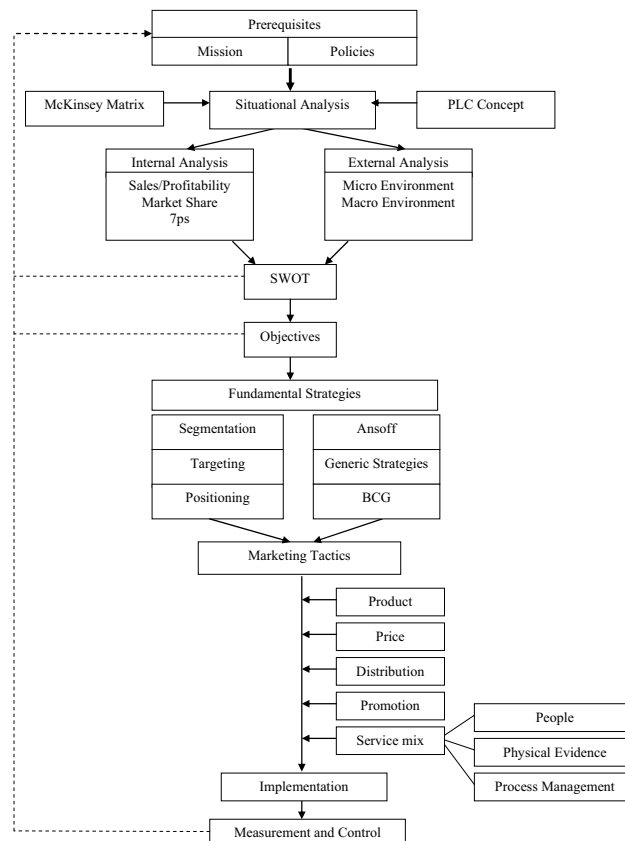 Prerequisites
Mission
Policies
McKinsey Matrix
Situational Analysis
PLC Concept
Internal Analysis
External Analysis
Sales/Profitability
Market Share
7ps
Micro Environment
Macro Environment
SWOT
Objectives
Fundamental Strategies
Segmentation
Ansoff
Targeting
Generic Strategies
Positioning
BCG
Marketing Tactics
Product
Price
Distribution
Promotion
Service mix
People
Physical Evidence
Process Management
Implementation
Measurement and Control